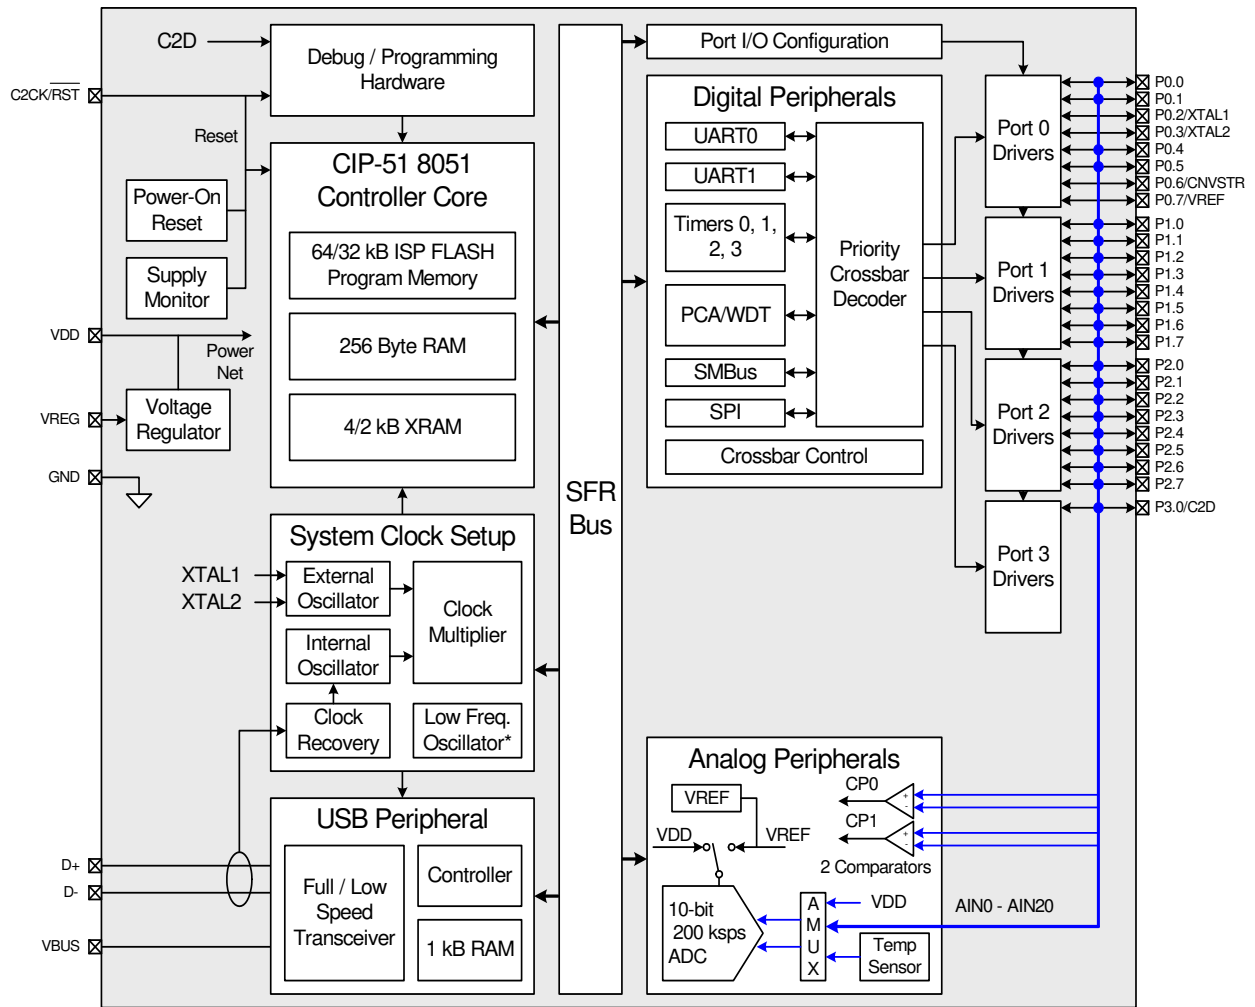 C2D
Debug / Programming
Hardware
C2CK/RST
Reset
CIP-51 8051
Controller Core
Power-On
Reset
64/32 kB ISP FLASH
Program Memory
Supply
Monitor
256 Byte RAM
VDD
Power
Net
4/2 kB XRAM
VREG
Voltage
Regulator
GND
System Clock Setup
XTAL1
XTAL2
External
Oscillator
Clock
Multiplier
Internal
Oscillator
Clock
Recovery
Low Freq.
Oscillator*
USB Peripheral
D+
D-
VBUS
Full / Low
Speed
Transceiver
Controller
1 kB RAM
SFR
Bus
Port I/O Configuration
Digital Peripherals
UART0
UART1
Timers 0, 1,
2, 3
PCA/WDT
SMBus
SPI
Priority
Crossbar
Decoder
Crossbar Control
Port 0
Drivers
Port 1
Drivers
Port 2
Drivers
Port 3
Drivers
P0.0
P0.1
P0.2/XTAL1
P0.3/XTAL2
P0.4
P0.5
P0.6/CNVSTR
P0.7/VREF
P1.0
P1.1
P1.2
P1.3
P1.4
P1.5
P1.6
P1.7
P2.0
P2.1
P2.2
P2.3
P2.4
P2.5
P2.6
P2.7
P3.0/C2D
Analog Peripherals
VREF
VDD
VREF
CP0
+
-
CP1
+
-
2 Comparators
10-bit
200 ksps
ADC
A
M
U
X
VDD
AIN0 - AIN20
Temp
Sensor